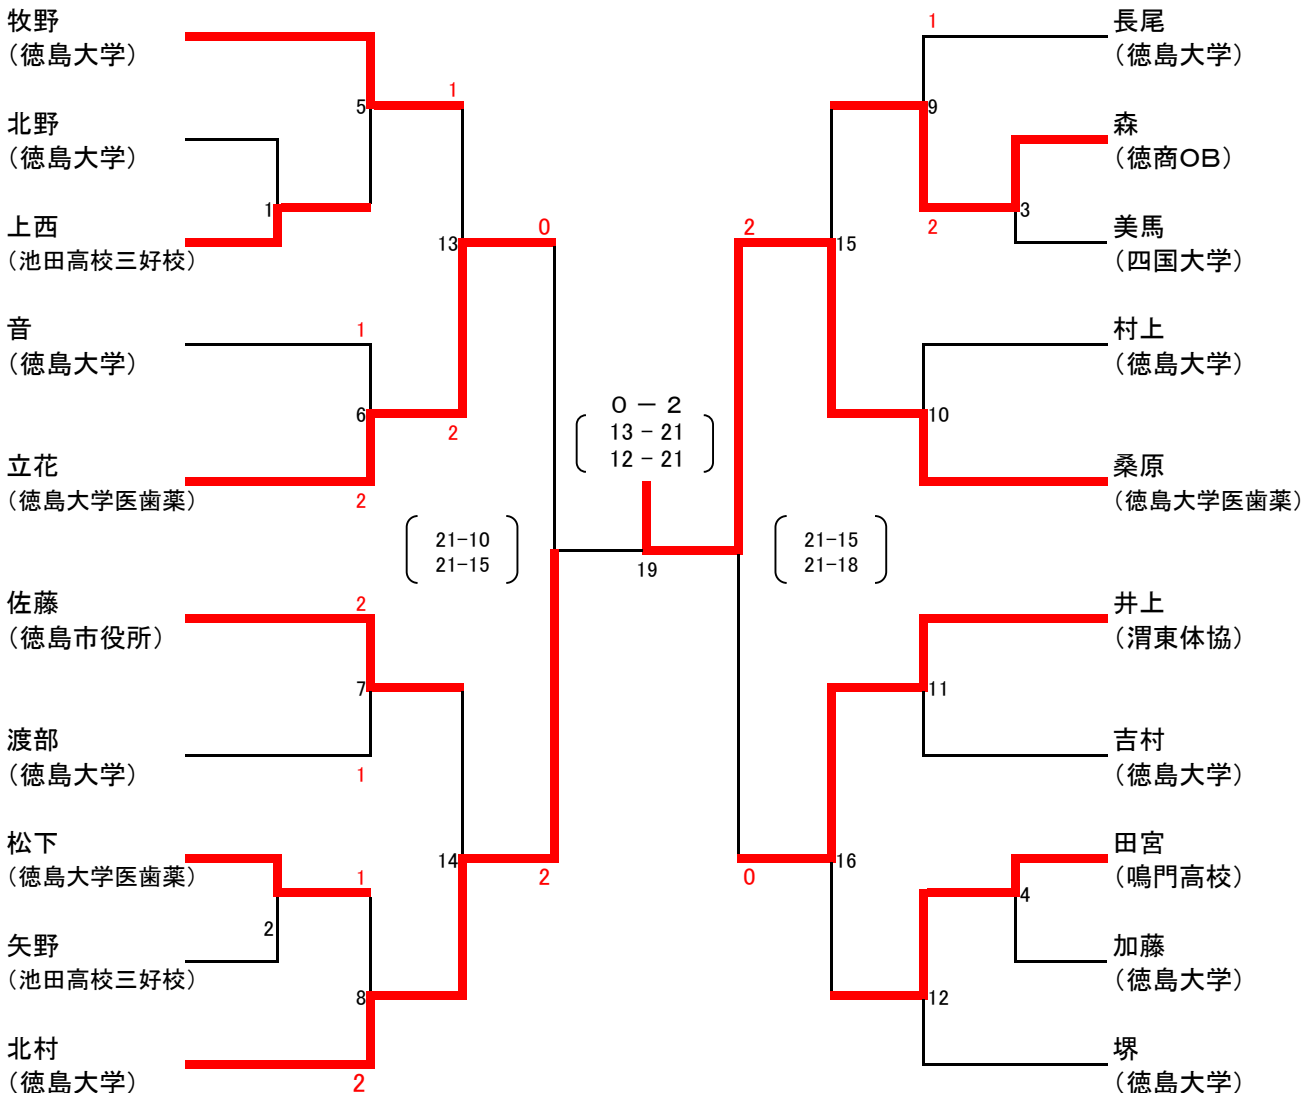 牧野
（徳島大学）
北野
（徳島大学）
上西
（池田高校三好校）
音
（徳島大学）
立花
（徳島大学医歯薬）
佐藤
（徳島市役所）
渡部
（徳島大学）
松下
（徳島大学医歯薬）
矢野
（池田高校三好校）
北村
（徳島大学）
5
1
1
13
0
1
6
2
2
2
7
1
14
1
2
2
8
2
0 － 2
13 － 21
12 － 21
21－10
21－15
19
21－15
21－18
1
9
3
2
2
15
10
11
16
0
4
12
長尾
（徳島大学）
森
（徳商OB）
美馬
（四国大学）
村上
（徳島大学）
桑原
（徳島大学医歯薬）
井上
（渭東体協）
吉村
（徳島大学）
田宮
（鳴門高校）
加藤
（徳島大学）
堺
（徳島大学）